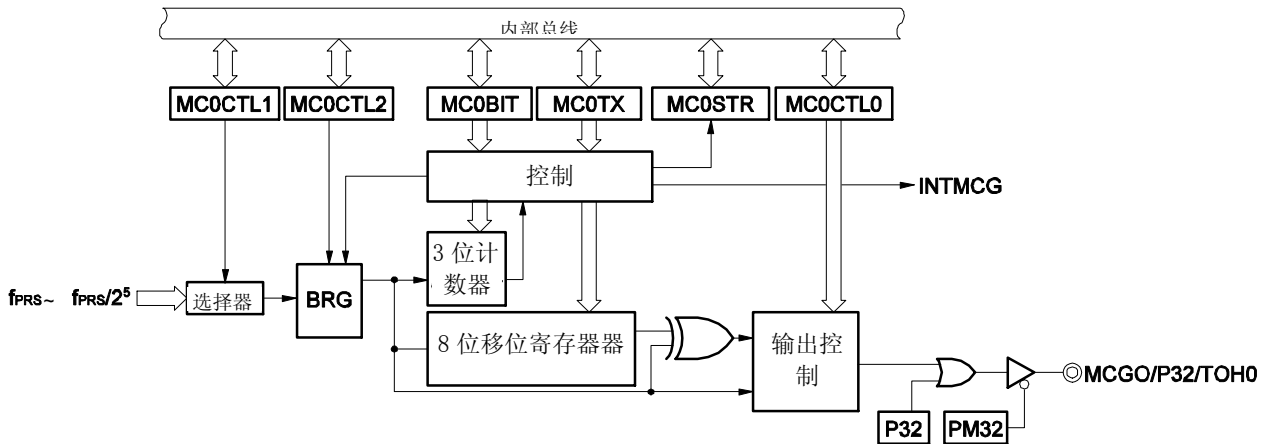 内部总线
MC0CTL1
MC0CTL2
MC0BIT
MC0TX
MC0STR
MC0CTL0
控制
INTMCG
3 位计
数器
fPRS~ fPRS/2⁵
选择器
BRG
8 位移位寄存器器
输出控
制
MCGO/P32/TOH0
P32
PM32